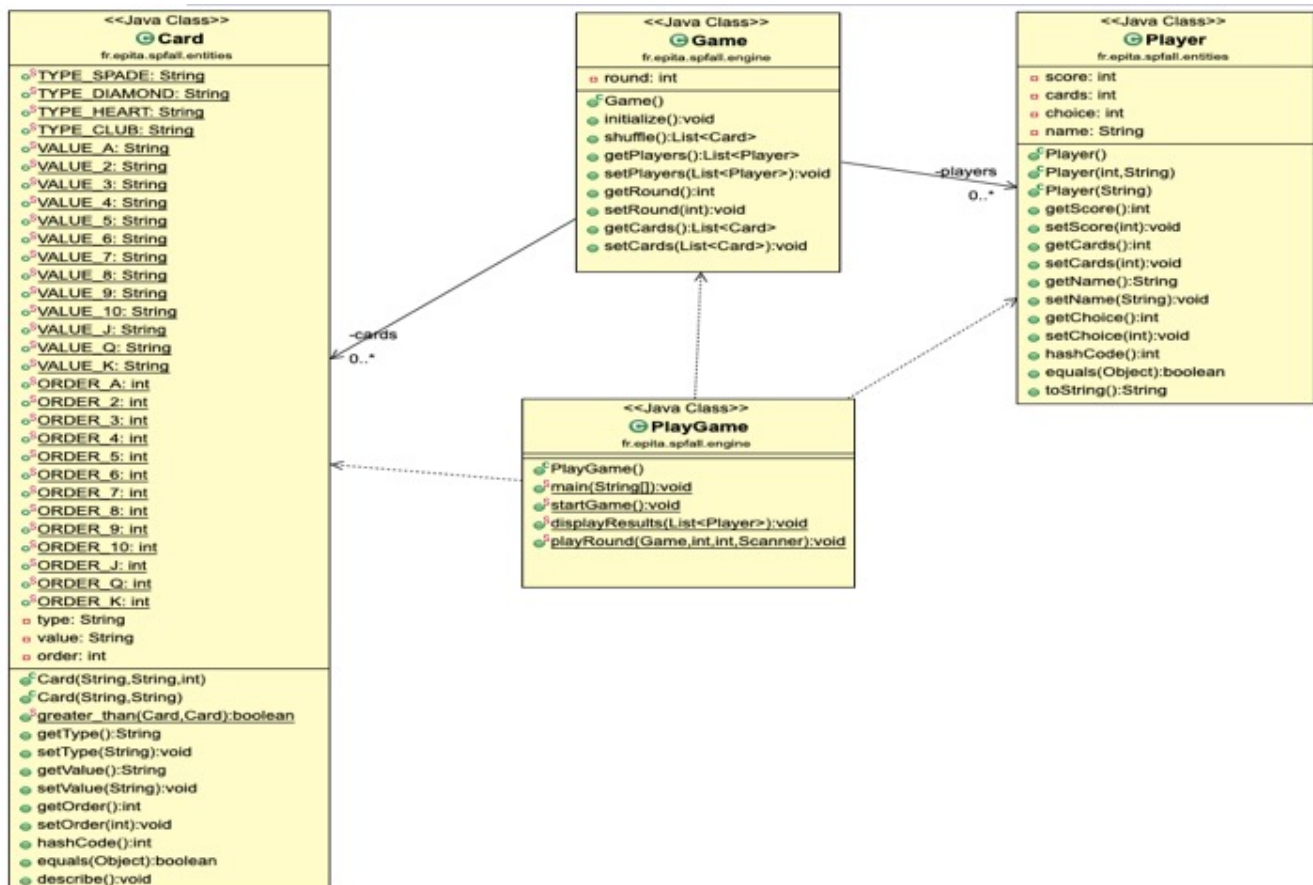 <<Java Class>>
Card
fr.epita.spfall.entities
TYPE_SPADE: String
TYPE_DIAMOND: String
TYPE_HEART: String
TYPE_CLUB: String
VALUE_A: String
VALUE_2: String
VALUE_3: String
VALUE_4: String
VALUE_5: String
VALUE_6: String
VALUE_7: String
VALUE_8: String
VALUE_9: String
VALUE_10: String
VALUE_J: String
VALUE_Q: String
VALUE_K: String
ORDER_A: int
ORDER_2: int
ORDER_3: int
ORDER_4: int
ORDER_5: int
ORDER_6: int
ORDER_7: int
ORDER_8: int
ORDER_9: int
ORDER_10: int
ORDER_J: int
ORDER_Q: int
ORDER_K: int
type: String
value: String
order: int
Card(String,String,int)
Card(String,String)
greater_than(Card,Card):boolean
getType():String
setType(String):void
getValue():String
setValue(String):void
getOrder():int
setOrder(int):void
hashCode():int
equals(Object):boolean
describe():void
<<Java Class>>
Game
fr.epita.spfall.engine
round: int
Game()
initialize():void
shuffle():List<Card>
getPlayers():List<Player>
setPlayers(List<Player>):void
getRound():int
setRound(int):void
getCards():List<Card>
setCards(List<Card>):void
-players
0..*
-cards
0..*
<<Java Class>>
Player
fr.epita.spfall.entities
score: int
cards: int
choice: int
name: String
Player()
Player(int,String)
Player(String)
getScore():int
setScore(int):void
getCards():int
setCards(int):void
getName():String
setName(String):void
getChoice():int
setChoice(int):void
hashCode():int
equals(Object):boolean
toString():String
<<Java Class>>
PlayGame
fr.epita.spfall.engine
PlayGame()
main(String[]):void
startGame():void
displayResults(List<Player>):void
playRound(Game,int,int,Scanner):void